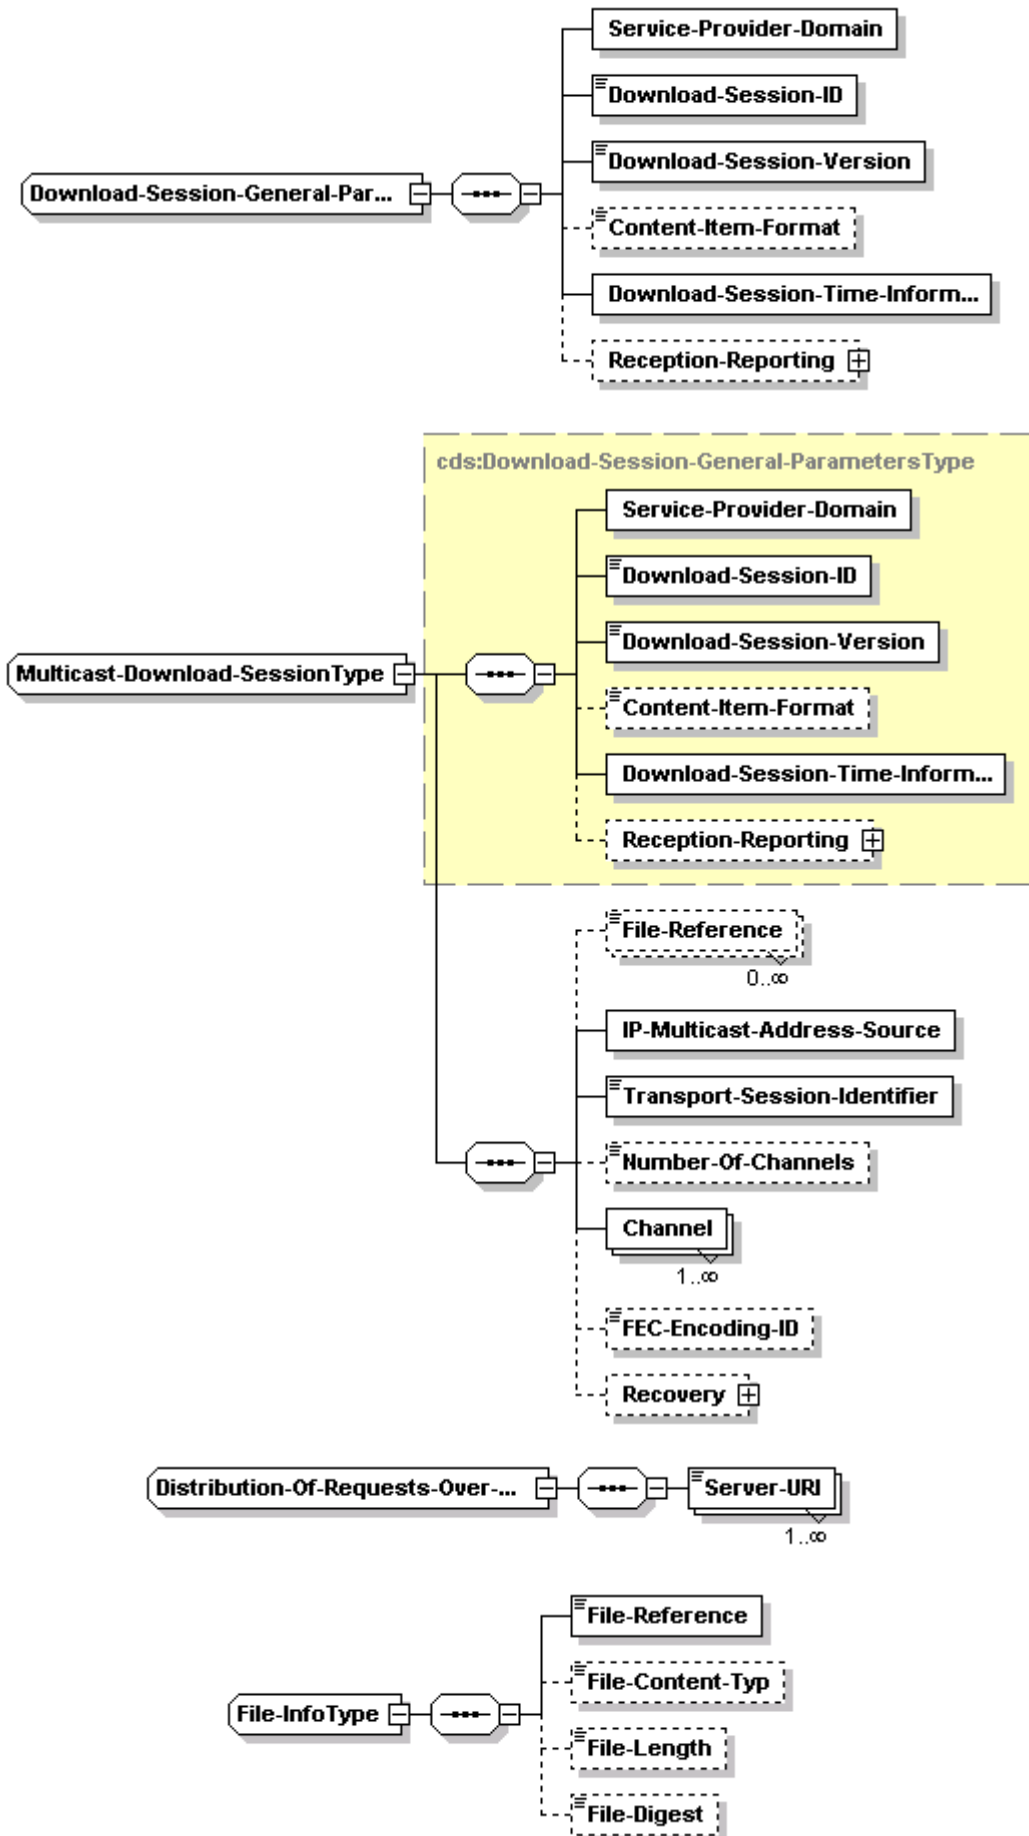 Service-Provider-Domain
Download-Session-ID
Download-Session-Version
Download-Session-General-Par...
Content-Item-Format
Download-Session-Time-Inform...
Reception-Reporting
cds:Download-Session-General-ParametersType
Service-Provider-Domain
Download-Session-ID
Download-Session-Version
Multicast-Download-SessionType
Content-Item-Format
Download-Session-Time-Inform...
Reception-Reporting
File-Reference
0..∞
IP-Multicast-Address-Source
Transport-Session-Identifier
Number-Of-Channels
Channel
1..∞
FEC-Encoding-ID
Recovery
Distribution-Of-Requests-Over-...
Server-URI
1..∞
File-Reference
File-Content-Typ
File-InfoType
File-Length
File-Digest